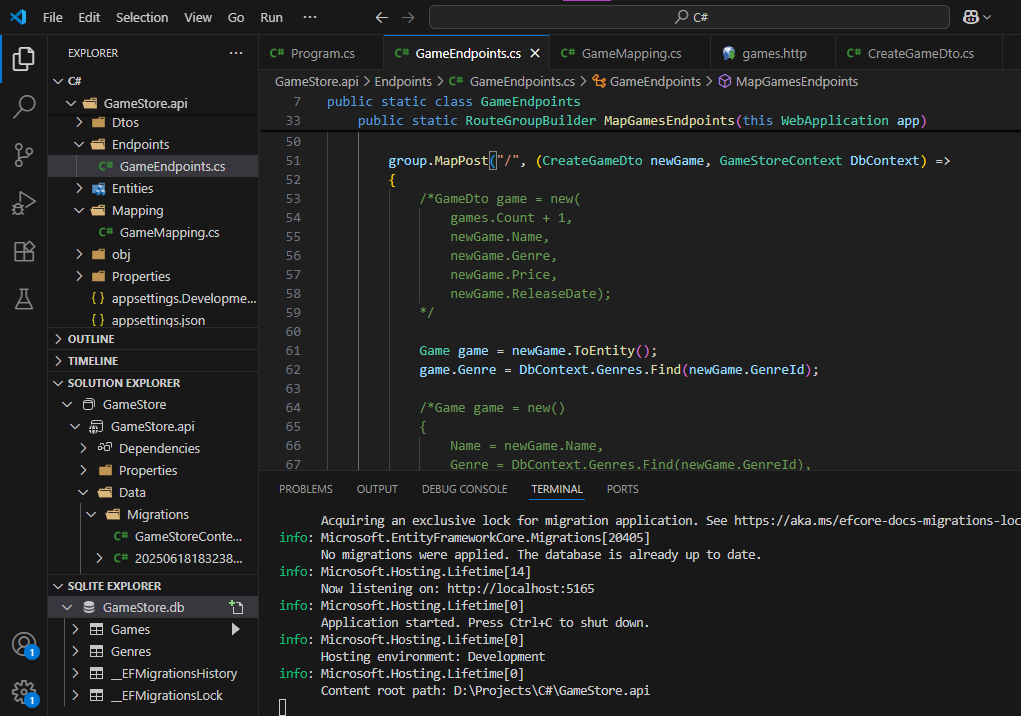 File Edit Selection View Go Run ··· C#
EXPLORER ···
C#
GameStore.api
Dtos
Endpoints
C# GameEndpoints.cs
Entities
Mapping
C# GameMapping.cs
obj
Properties
{} appsettings.Developme...
{} appsettings.json
OUTLINE
TIMELINE
SOLUTION EXPLORER
GameStore
GameStore.api
Dependencies
Properties
Data
Migrations
C# GameStoreConte...
C# 20250618183238...
SQLITE EXPLORER
GameStore.db
Games
Genres
__EFMigrationsHistory
__EFMigrationsLock
1
1
C# Program.cs C# GameEndpoints.cs C# GameMapping.cs games.http C# CreateGameDto.cs
GameStore.api > Endpoints > C# GameEndpoints.cs > GameEndpoints > MapGamesEndpoints
7 public static class GameEndpoints
33 public static RouteGroupBuilder MapGamesEndpoints(this WebApplication app)
50
51 group.MapPost("/", (CreateGameDto newGame, GameStoreContext DbContext) =>
52 {
53 /*GameDto game = new(
54 games.Count + 1,
55 newGame.Name,
56 newGame.Genre,
57 newGame.Price,
58 newGame.ReleaseDate);
59 */
60
61 Game game = newGame.ToEntity();
62 game.Genre = DbContext.Genres.Find(newGame.GenreId);
63
64 /*Game game = new()
65 {
66 Name = newGame.Name,
67 Genre = DbContext.Genres.Find(newGame.GenreId),
PROBLEMS OUTPUT DEBUG CONSOLE TERMINAL PORTS
Acquiring an exclusive lock for migration application. See https://aka.ms/efcore-docs-migrations-loc
info: Microsoft.EntityFrameworkCore.Migrations[20405]
No migrations were applied. The database is already up to date.
info: Microsoft.Hosting.Lifetime[14]
Now listening on: http://localhost:5165
info: Microsoft.Hosting.Lifetime[0]
Application started. Press Ctrl+C to shut down.
info: Microsoft.Hosting.Lifetime[0]
Hosting environment: Development
info: Microsoft.Hosting.Lifetime[0]
Content root path: D:\Projects\C#\GameStore.api